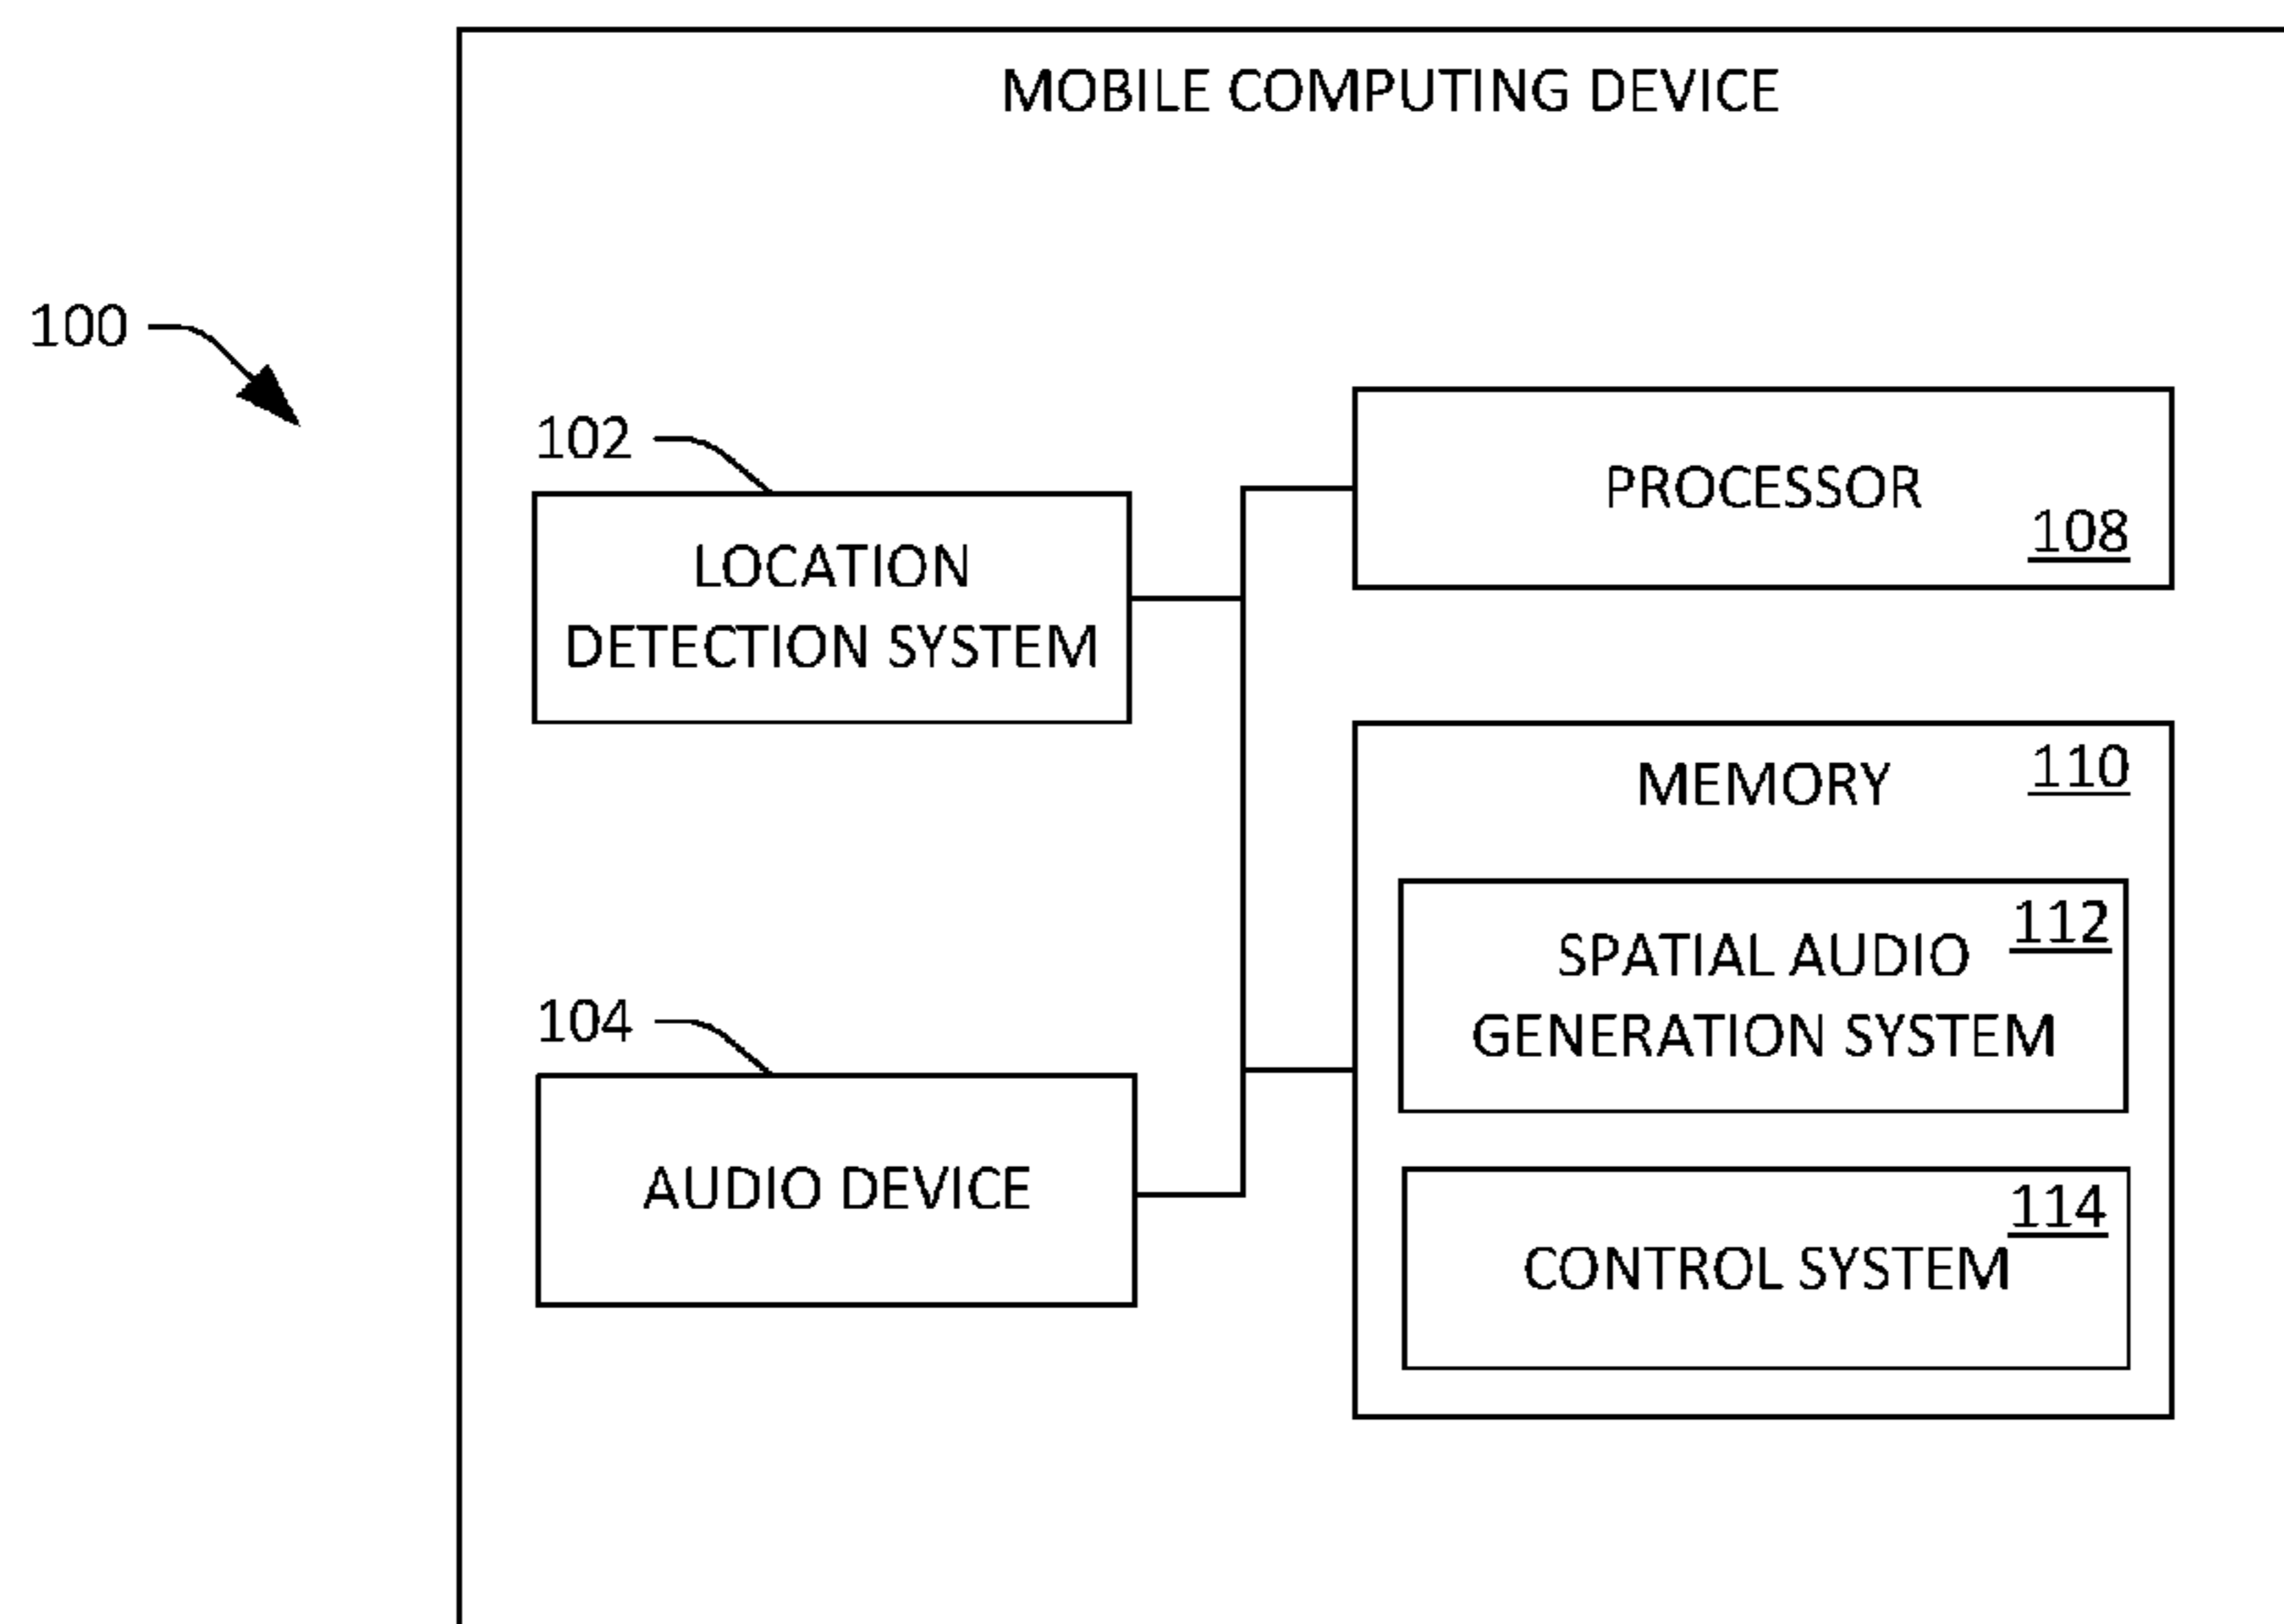 MOBILE COMPUTING DEVICE
100
102
LOCATION
DETECTION SYSTEM
PROCESSOR
108
MEMORY
110
SPATIAL AUDIO
GENERATION SYSTEM
112
104
AUDIO DEVICE
CONTROL SYSTEM
114